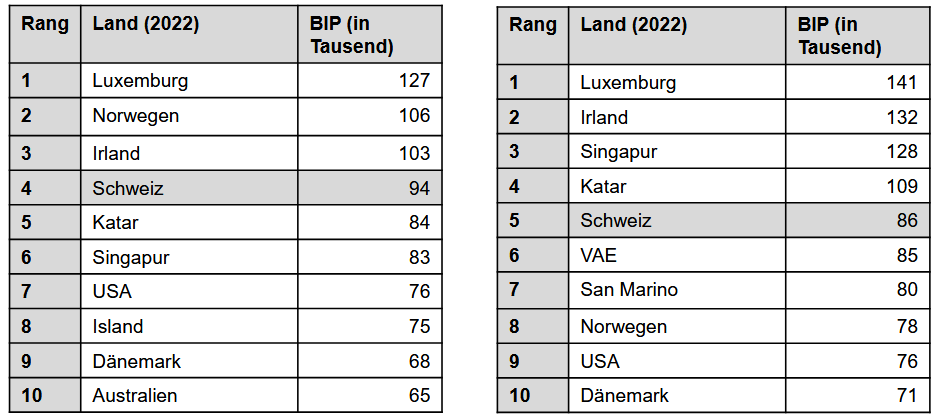 Rang Land (2022) BIP (in
Tausend)
1 Luxemburg 127
2 Norwegen 106
3 Irland 103
4 Schweiz 94
5 Katar 84
6 Singapur 83
7 USA 76
8 Island 75
9 Dänemark 68
10 Australien 65
Rang Land (2022) BIP (in
Tausend)
1 Luxemburg 141
2 Irland 132
3 Singapur 128
4 Katar 109
5 Schweiz 86
6 VAE 85
7 San Marino 80
8 Norwegen 78
9 USA 76
10 Dänemark 71